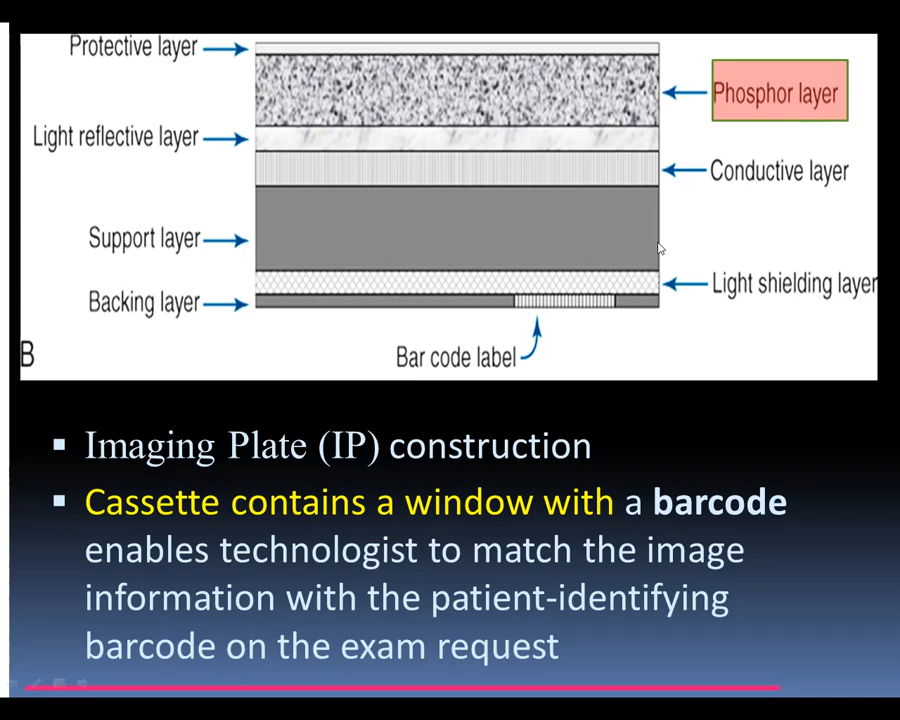 Protective layer
Phosphor layer
Light reflective layer
Conductive layer
Support layer
Light shielding layer
Backing layer
Bar code label
B
▪ Imaging Plate (IP) construction
▪ Cassette contains a window with a barcode
enables technologist to match the image
information with the patient-identifying
barcode on the exam request